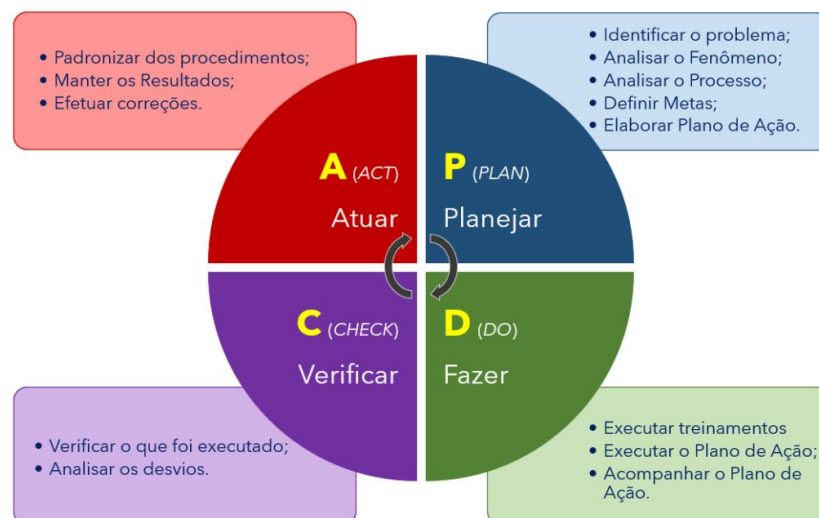 • Padronizar dos procedimentos;
• Manter os Resultados;
• Efetuar correções.
• Identificar o problema;
• Analisar o Fenômeno;
• Analisar o Processo;
• Definir Metas;
• Elaborar Plano de Ação.
A (ACT)
Atuar
P (PLAN)
Planejar
C (CHECK)
Verificar
D (DO)
Fazer
• Verificar o que foi executado;
• Analisar os desvios.
• Executar treinamentos
• Executar o Plano de Ação;
• Acompanhar o Plano de
Ação.